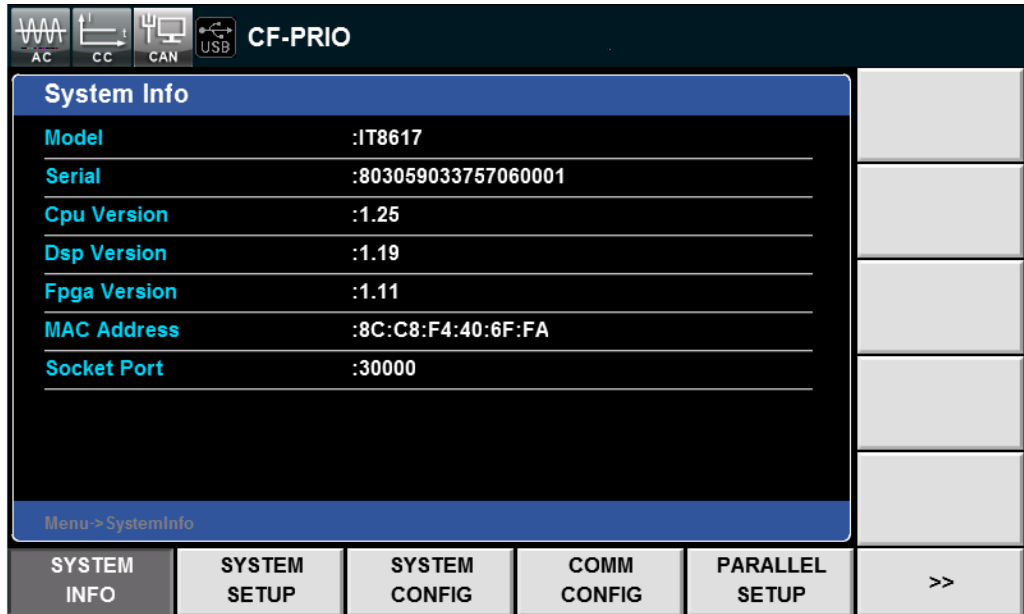 AC CC t CAN USB CF-PRIO
System Info
Model :IT8617
Serial :803059033757060001
Cpu Version :1.25
Dsp Version :1.19
Fpga Version :1.11
MAC Address :8C:C8:F4:40:6F:FA
Socket Port :30000
Menu->SystemInfo
SYSTEM INFO
SYSTEM SETUP
SYSTEM CONFIG
COMM CONFIG
PARALLEL SETUP
>>